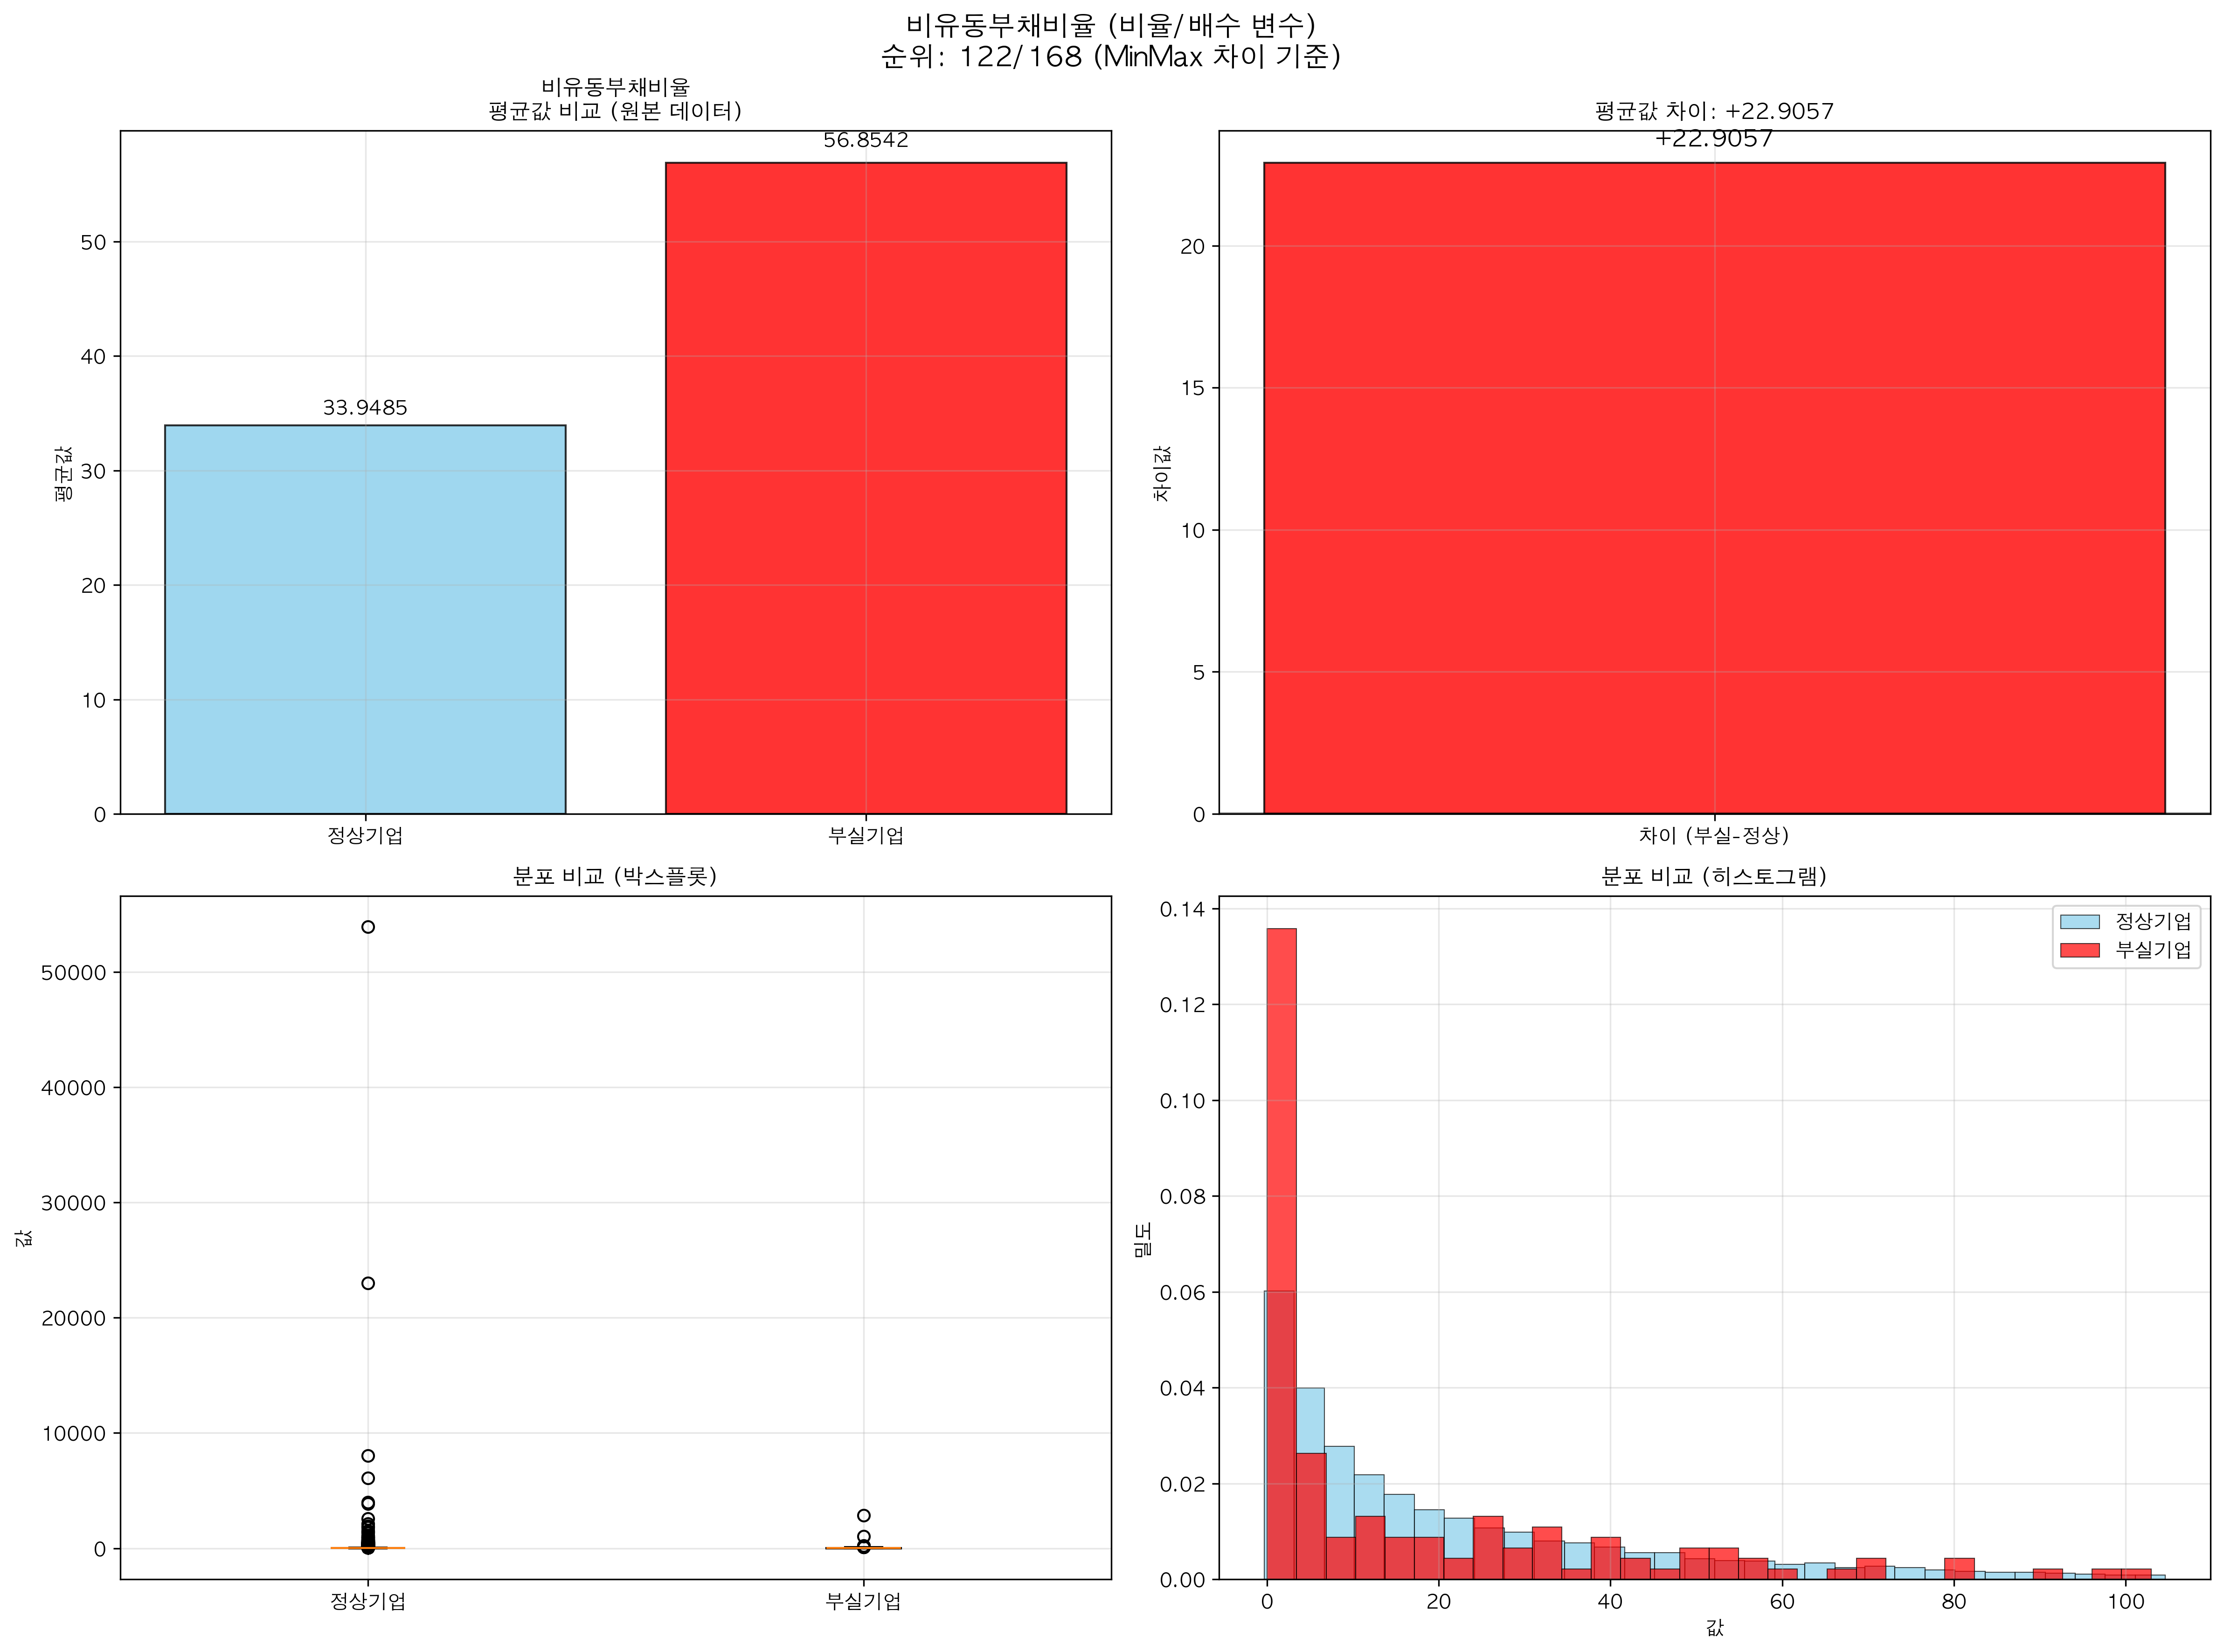 비유동부채비율 (비율/배수 변수)
순위: 122/168 (MinMax 차이 기준)
비유동부채비율
평균값 비교 (원본 데이터)
56.8542
33.9485
평균값
50
40
30
20
10
0
정상기업
부실기업
평균값 차이: +22.9057
+22.9057
차이값
20
15
10
5
0
차이 (부실-정상)
분포 비교 (박스플롯)
값
50000
40000
30000
20000
10000
0
정상기업
부실기업
분포 비교 (히스토그램)
정상기업
부실기업
밀도
0.14
0.12
0.10
0.08
0.06
0.04
0.02
0.00
0
20
40
60
80
100
값